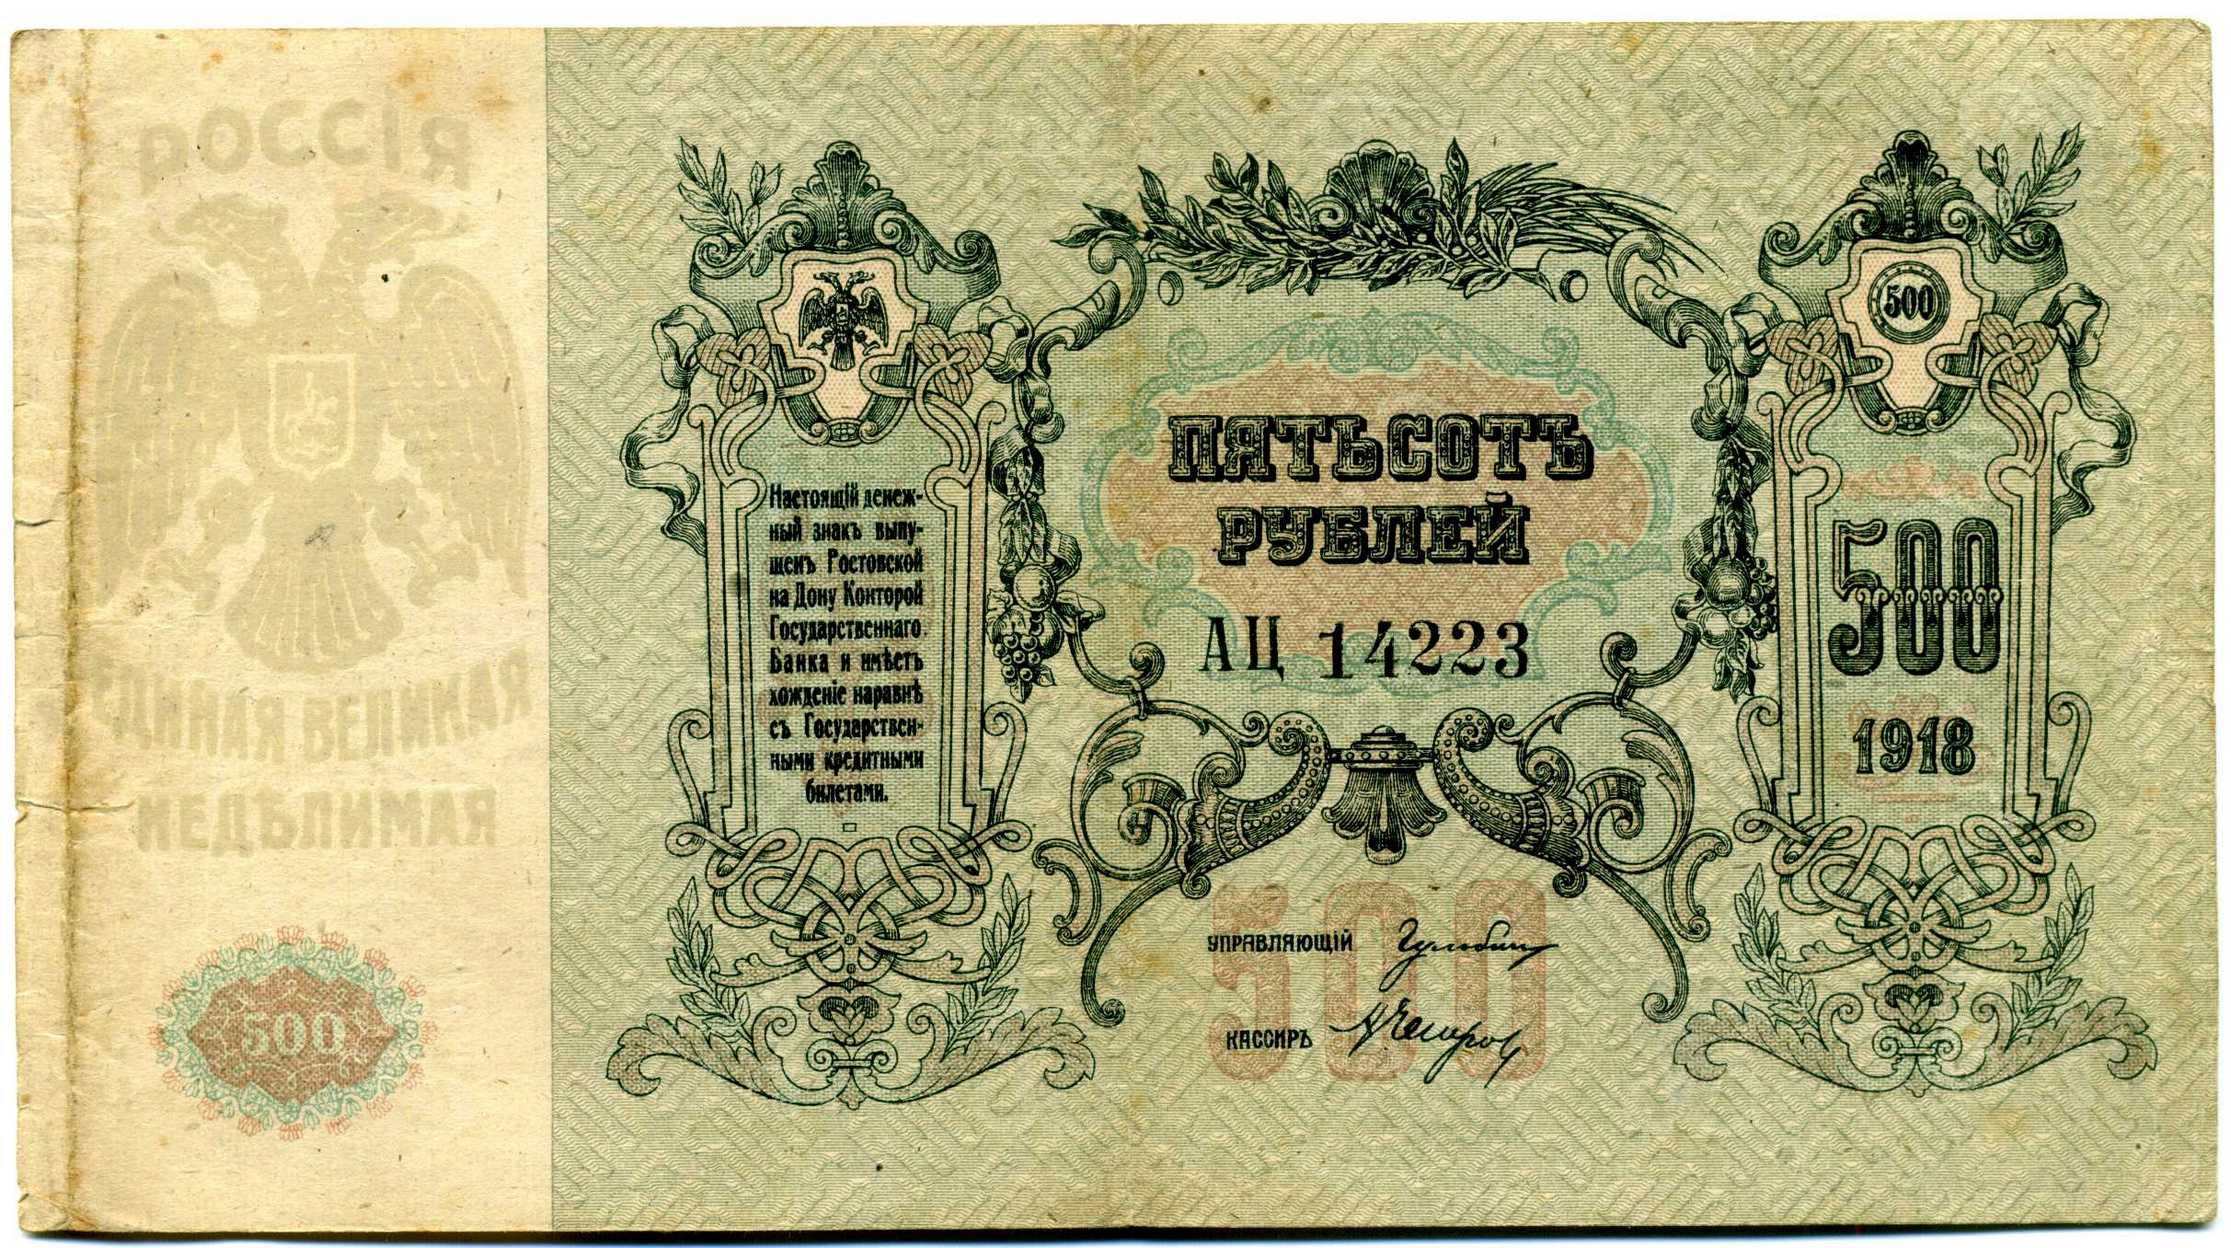 РОССІЯ
ЕДИНАЯ ВЕЛИКАЯ
НЕДѢЛИМАЯ
500
Настоящій денеж-
ный знакъ выпу-
щенъ Ростовской
на Дону Конторой
Государственнаго
Банка и имѣетъ
хожденіе наравнѣ
съ Государствен-
ными кредитными
билетами.
ПЯТЬСОТЪ
РУБЛЕЙ
АЦ 14223
500
УПРАВЛЯЮЩІЙ
КАССИРЪ
500
500
1918